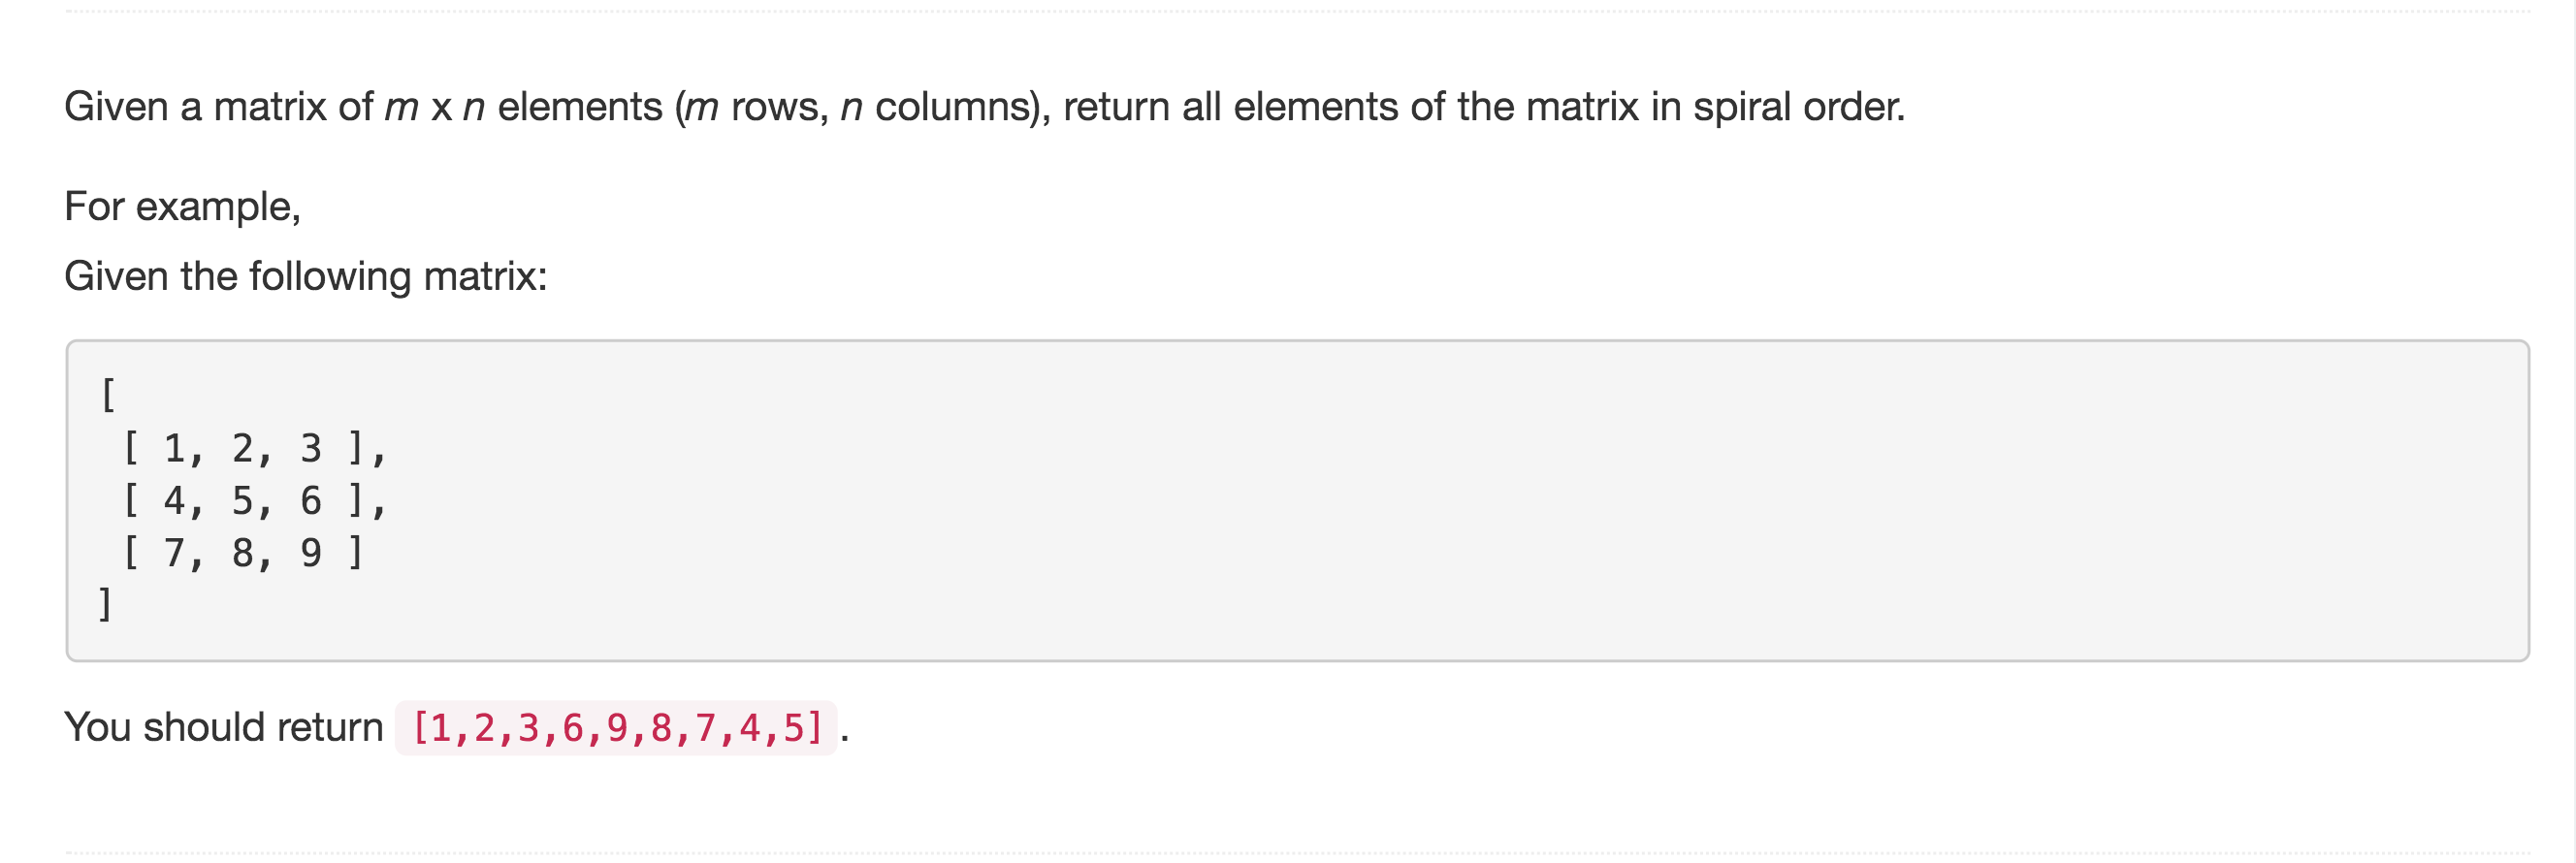 Given a matrix of m x n elements (m rows, n columns), return all elements of the matrix in spiral order.
For example,
Given the following matrix:
[
[ 1, 2, 3 ],
[ 4, 5, 6 ],
[ 7, 8, 9 ]
]
You should return [1,2,3,6,9,8,7,4,5].